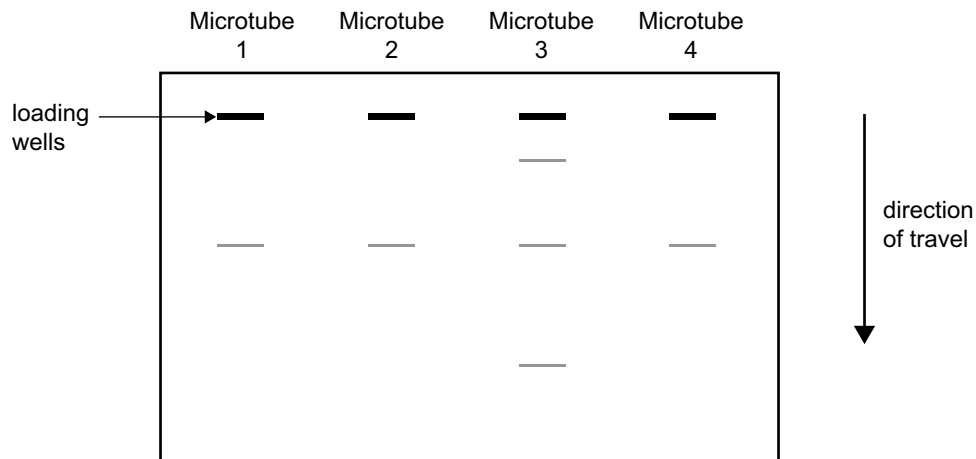 Microtube
1
Microtube
2
Microtube
3
Microtube
4
loading
wells
direction
of travel